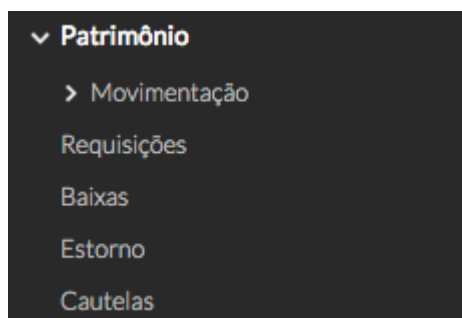 Patrimônio
Movimentação
Requisições
Baixas
Estorno
Cautelas